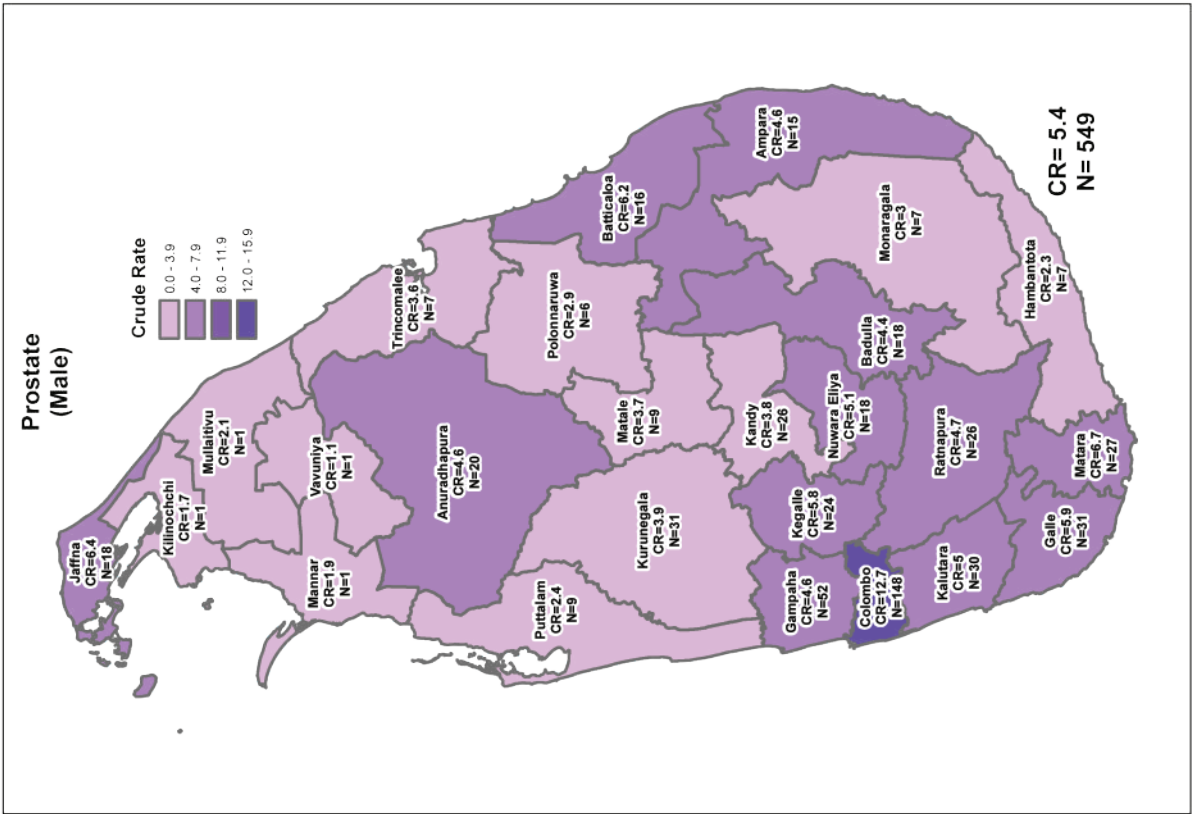 Prostate
(Male)
Crude Rate
0.0 - 3.9
4.0 - 7.9
8.0 - 11.9
12.0 - 15.9
Jaffna
CR=6.4
N=18
Kilinochchi
CR=1.7
N=1
Mullaitivu
CR=2.1
N=1
Mannar
CR=1.9
N=1
Vavuniya
CR=1.1
N=1
Trincomalee
CR=3.6
N=7
Anuradhapura
CR=4.6
N=20
Puttalam
CR=2.4
N=9
Polonnaruwa
CR=2.9
N=6
Batticaloa
CR=6.2
N=16
Kurunegala
CR=3.9
N=31
Matale
CR=3.7
N=9
Kandy
CR=3.8
N=26
Ampara
CR=4.6
N=15
Gampaha
CR=4.6
N=52
Kegalle
CR=5.8
N=24
Nuwara Eliya
CR=5.1
N=18
Badulla
CR=4.4
N=18
Monaragala
CR=3
N=7
Colombo
CR=12.7
N=148
Kalutara
CR=5
N=30
Ratnapura
CR=4.7
N=26
Hambantota
CR=2.3
N=7
Galle
CR=5.9
N=31
Matara
CR=6.7
N=27
CR= 5.4
N= 549